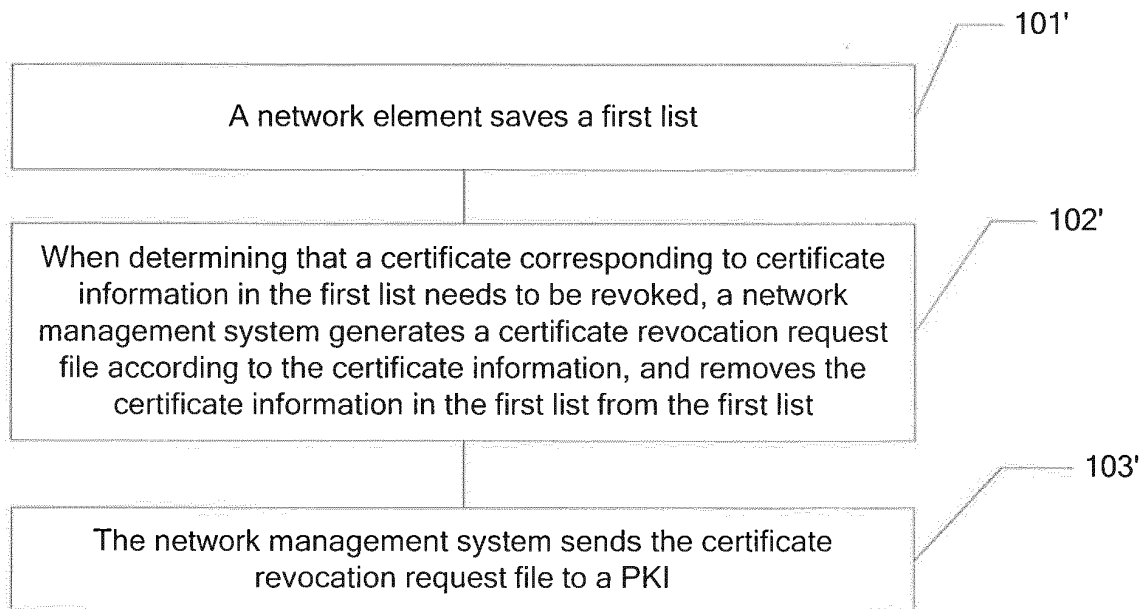 101'
A network element saves a first list
102'
When determining that a certificate corresponding to certificate
information in the first list needs to be revoked, a network
management system generates a certificate revocation request
file according to the certificate information, and removes the
certificate information in the first list from the first list
103'
The network management system sends the certificate
revocation request file to a PKI